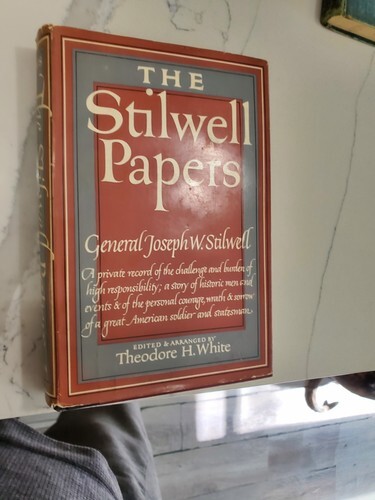 THE
Stilwell
Papers
General Joseph W. Stilwell
A private record of the challenge and burden of
high responsibility; a story of historic men and
events & of the personal courage, wrath & sorrow
of a great American soldier and statesman
EDITED & ARRANGED BY
Theodore H. White
The Stilwell